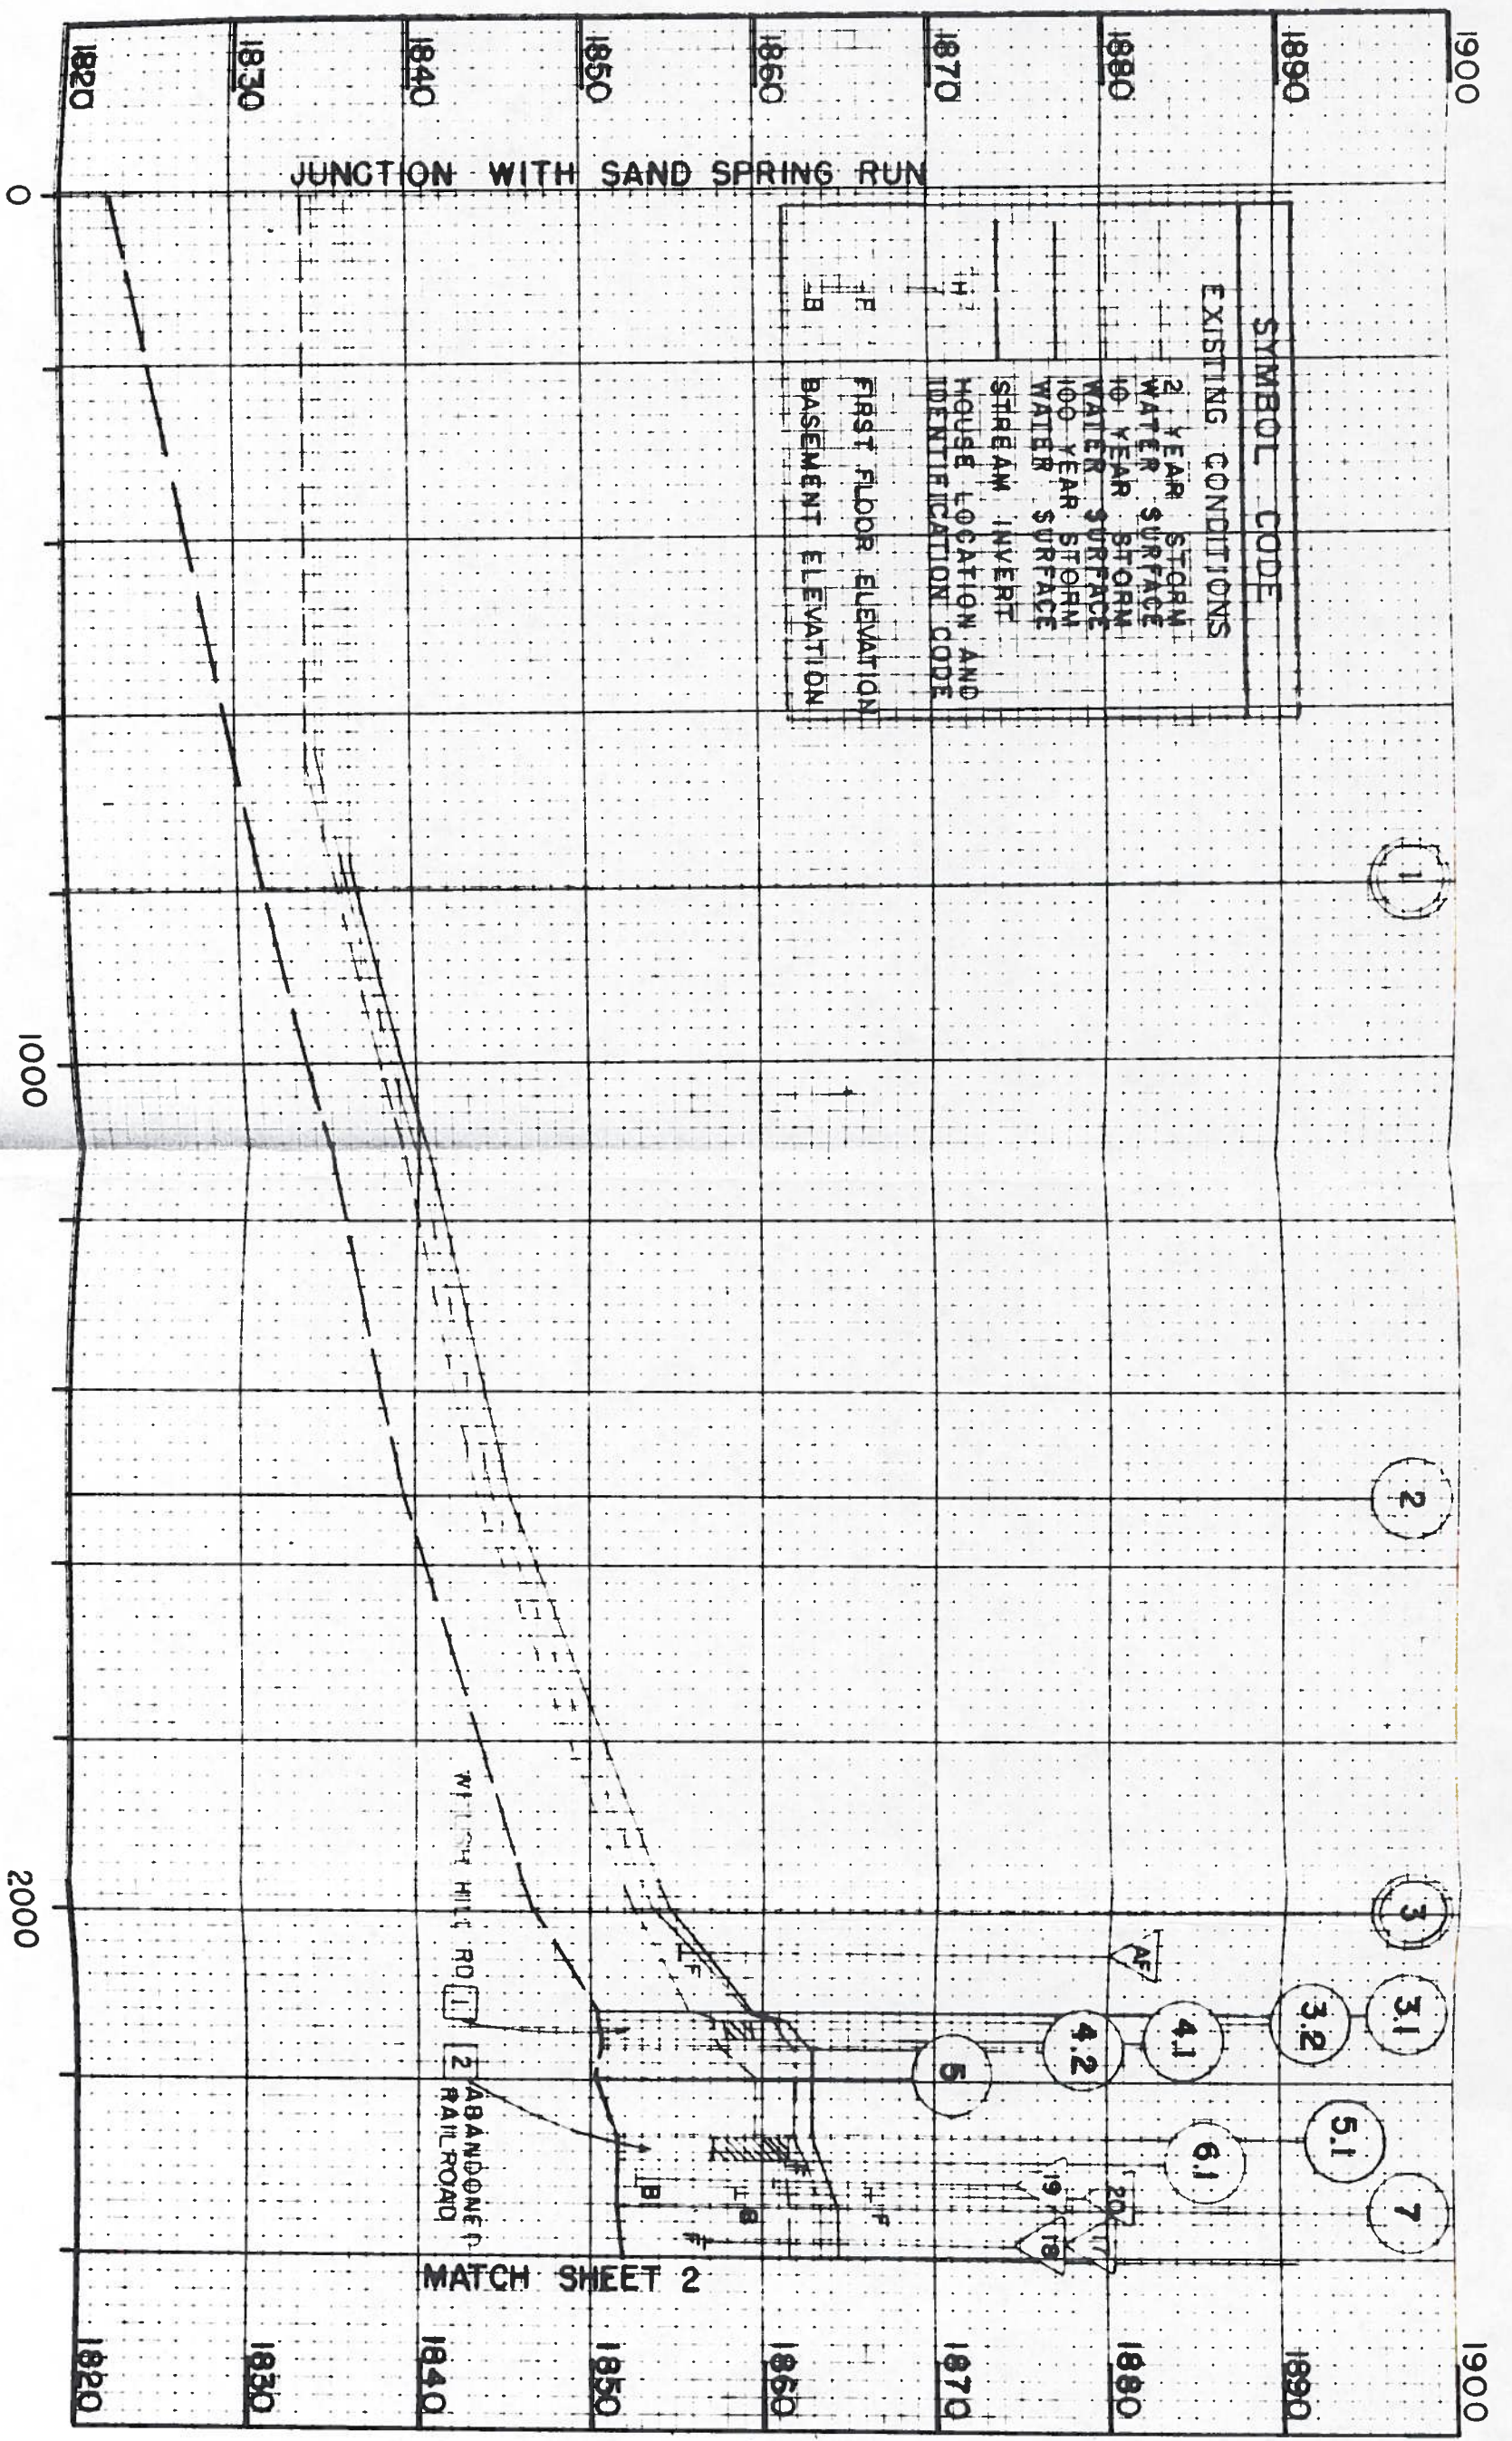 1900
1890
1880
1870
1860
1850
1840
1830
1820
JUNCTION WITH SAND SPRING RUN
SYMBOL CODE
EXISTING CONDITIONS
2 YEAR STORM
WATER SURFACE
10 YEAR STORM
WATER SURFACE
100 YEAR STORM
WATER SURFACE
STREAM INVERT
H
HOUSE LOCATION AND
IDENTIFICATION CODE
F
FIRST FLOOR ELEVATION
B
BASEMENT ELEVATION
1
2
3
3.1
3.2
4.1
4.2
5
5.1
6.1
7
AF
19
20
17
18
F
F
B
B
HILL RD 1
2 ABANDONED
RAILROAD
MATCH SHEET 2
1900
1890
1880
1870
1860
1850
1840
1830
1820
0
1000
2000